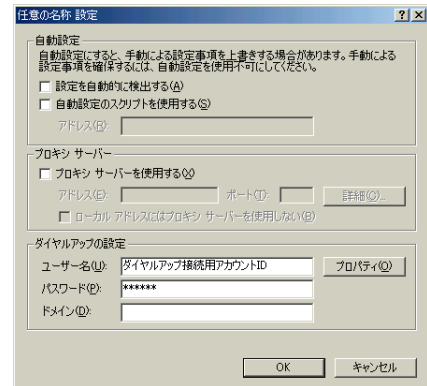 任意の名称 設定
自動設定
自動設定にすると、手動による設定事項を上書きする場合があります。手動による
設定事項を確保するには、自動設定を使用不可にしてください。
設定を自動的に検出する(A)
自動設定のスクリプトを使用する(S)
アドレス(R):
プロキシ サーバー
プロキシ サーバーを使用する(X)
アドレス(E): ポート(T): 詳細(C)...
ローカル アドレスにはプロキシ サーバーを使用しない(B)
ダイヤルアップの設定
ユーザー名(U): ダイヤルアップ接続用アカウントID プロパティ(O)
パスワード(P): ******
ドメイン(D):
OK キャンセル